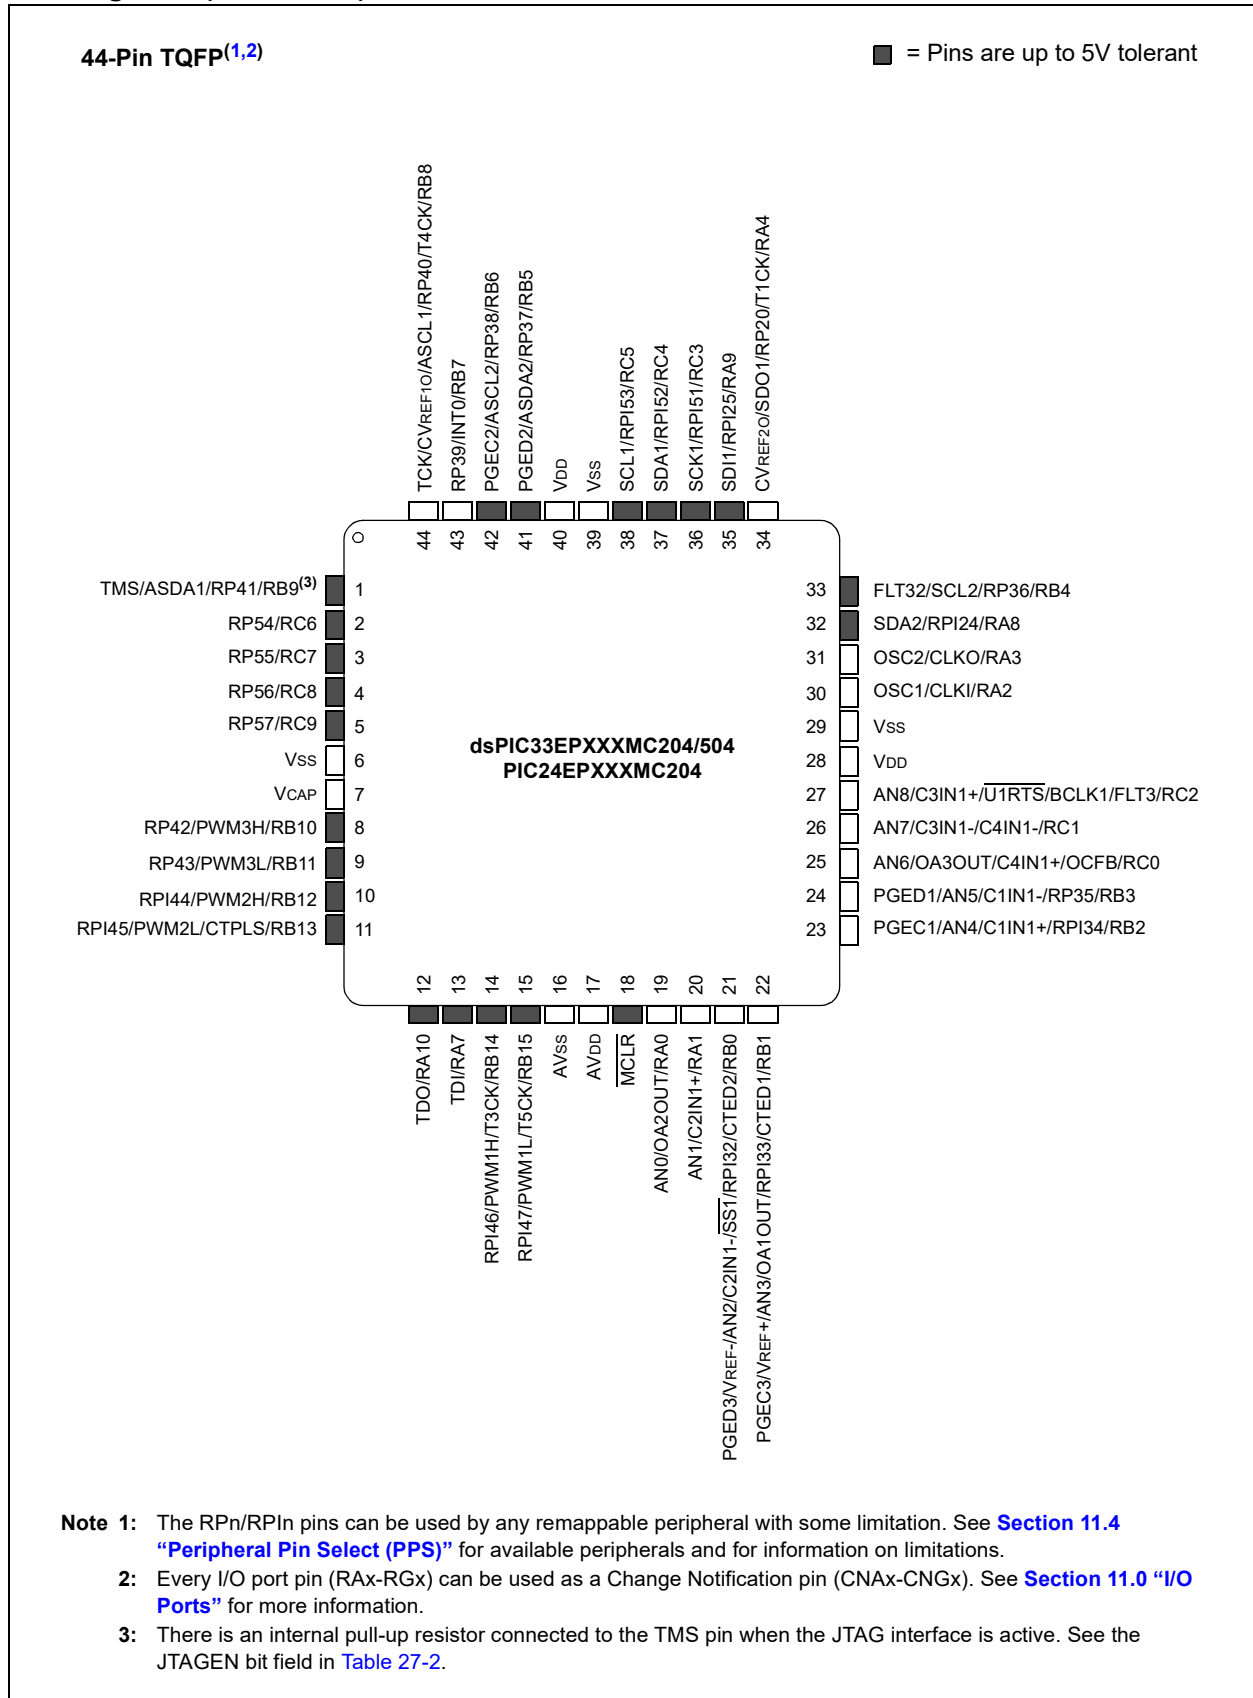 44-Pin TQFP(1,2)
= Pins are up to 5V tolerant
TCK/CVREF1O/ASCL1/RP40/T4CK/RB8
RP39/INT0/RB7
PGEC2/ASCL2/RP38/RB6
PGED2/ASDA2/RP37/RB5
VDD
VSS
SCL1/RPI53/RC5
SDA1/RPI52/RC4
SCK1/RPI51/RC3
SDI1/RPI25/RA9
CVREF2O/SDO1/RP20/T1CK/RA4
44 43 42 41 40 39 38 37 36 35 34
TMS/ASDA1/RP41/RB9(3) 1
RP54/RC6 2
RP55/RC7 3
RP56/RC8 4
RP57/RC9 5
VSS 6
VCAP 7
RP42/PWM3H/RB10 8
RP43/PWM3L/RB11 9
RPI44/PWM2H/RB12 10
RPI45/PWM2L/CTPLS/RB13 11
dsPIC33EPXXXMC204/504
PIC24EPXXXMC204
33 FLT32/SCL2/RP36/RB4
32 SDA2/RPI24/RA8
31 OSC2/CLKO/RA3
30 OSC1/CLKI/RA2
29 VSS
28 VDD
27 AN8/C3IN1+/U1RTS/BCLK1/FLT3/RC2
26 AN7/C3IN1-/C4IN1-/RC1
25 AN6/OA3OUT/C4IN1+/OCFB/RC0
24 PGED1/AN5/C1IN1-/RP35/RB3
23 PGEC1/AN4/C1IN1+/RPI34/RB2
12 13 14 15 16 17 18 19 20 21 22
TDO/RA10
TDI/RA7
RPI46/PWM1H/T3CK/RB14
RPI47/PWM1L/T5CK/RB15
AVSS
AVDD
MCLR
AN0/OA2OUT/RA0
AN1/C2IN1+/RA1
PGED3/VREF-/AN2/C2IN1-/SS1/RPI32/CTED2/RB0
PGEC3/VREF+/AN3/OA1OUT/RPI33/CTED1/RB1
Note 1: The RPn/RPIn pins can be used by any remappable peripheral with some limitation. See Section 11.4
“Peripheral Pin Select (PPS)” for available peripherals and for information on limitations.
2: Every I/O port pin (RAx-RGx) can be used as a Change Notification pin (CNAx-CNGx). See Section 11.0 “I/O
Ports” for more information.
3: There is an internal pull-up resistor connected to the TMS pin when the JTAG interface is active. See the
JTAGEN bit field in Table 27-2.